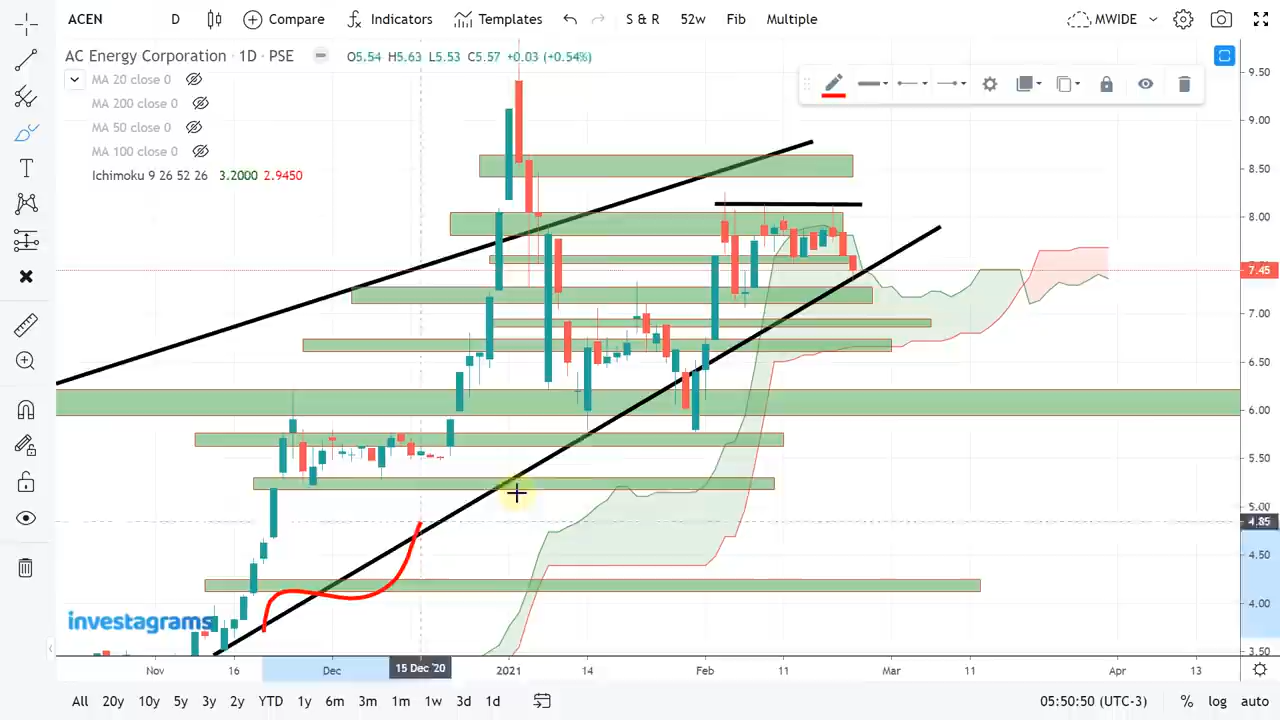 ACEN D Compare Indicators Templates S & R 52w Fib Multiple MWIDE
AC Energy Corporation · 1D · PSE O5.54 H5.63 L5.53 C5.57 +0.03 (+0.54%)
MA 20 close 0
MA 200 close 0
MA 50 close 0
MA 100 close 0
Ichimoku 9 26 52 26 3.2000 2.9450
9.50
9.00
8.50
8.00
7.45
7.00
6.50
6.00
5.50
5.00
4.85
4.50
4.00
3.50
investagrams
Nov 16 Dec 15 Dec '20 2021 14 Feb 11 Mar 11 Apr 13
All 20y 10y 5y 3y 2y YTD 1y 6m 3m 1m 1w 3d 1d 05:50:50 (UTC-3) % log auto